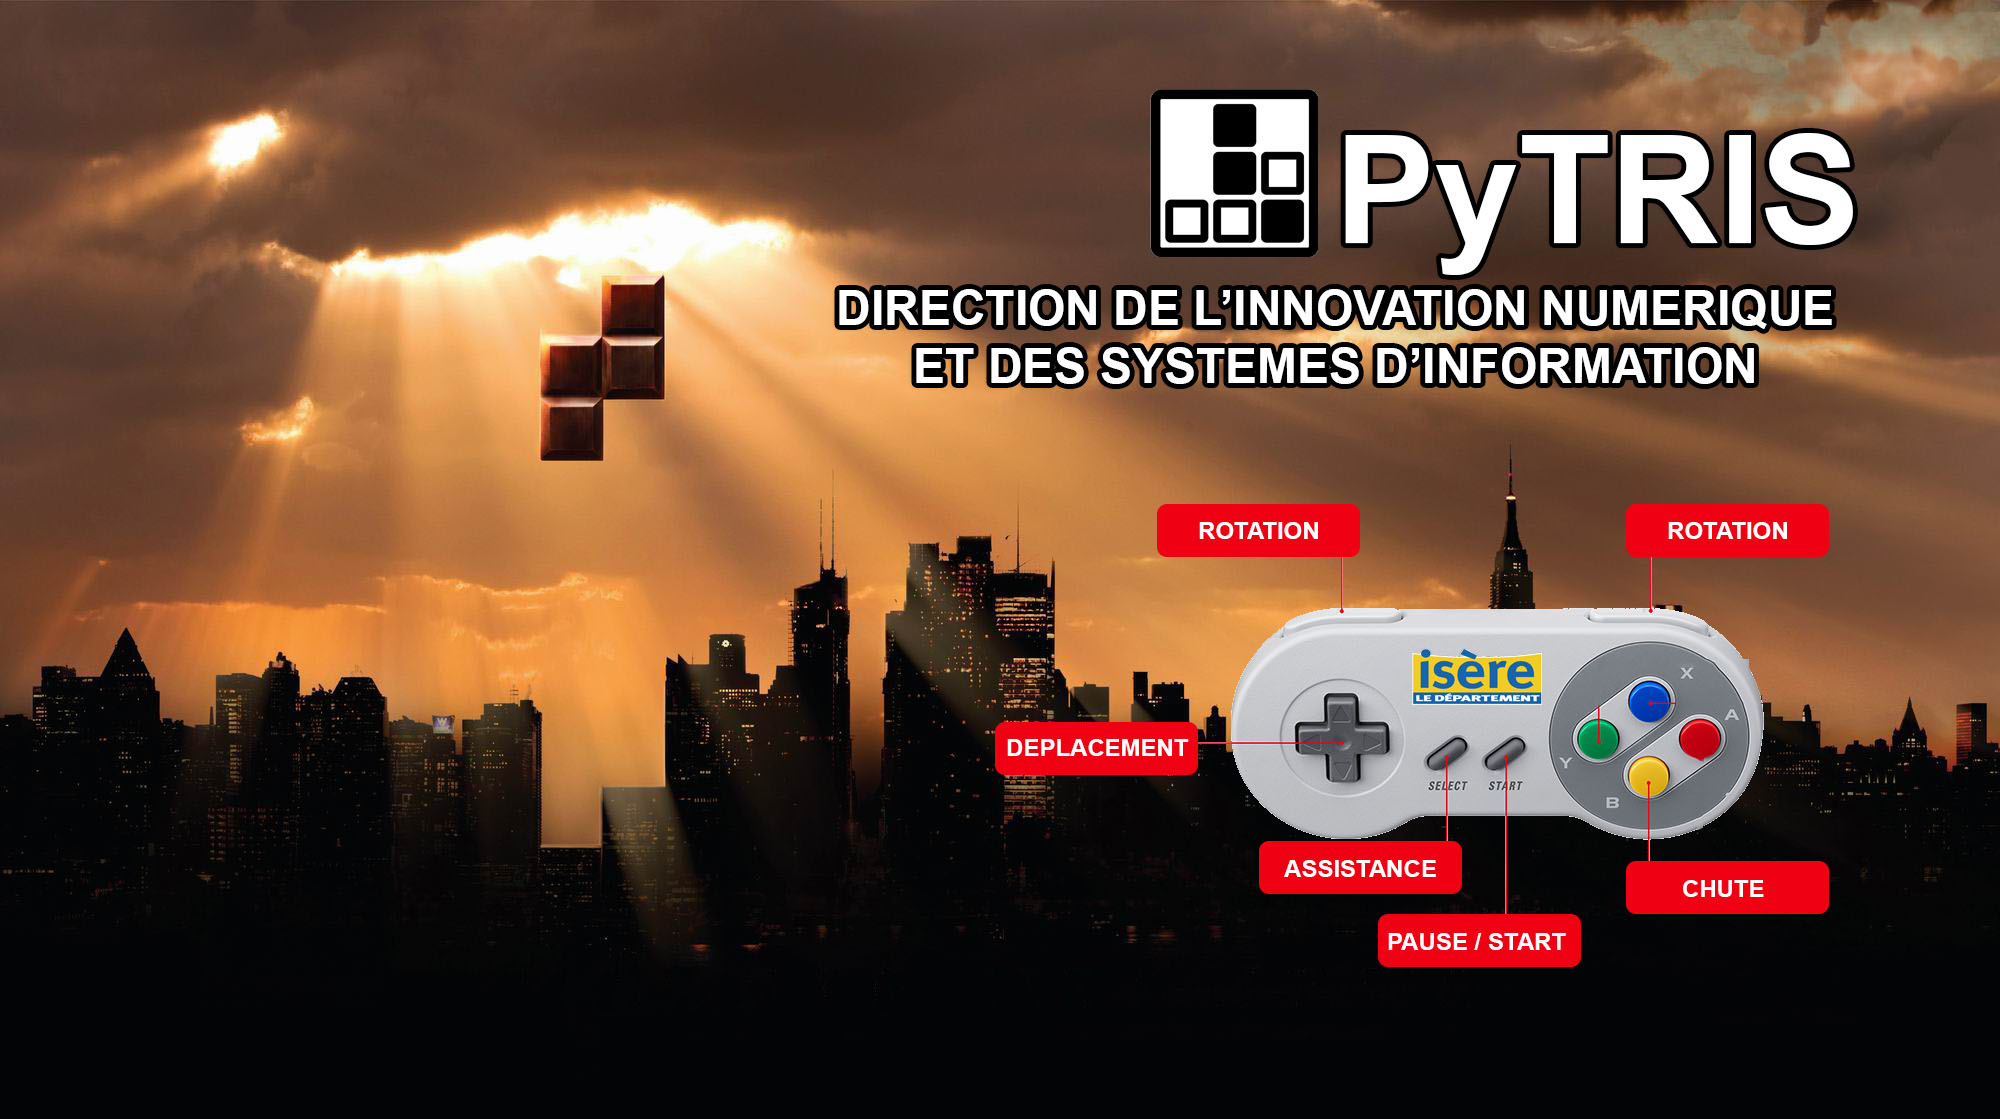 PyTRIS
DIRECTION DE L’INNOVATION NUMERIQUE
ET DES SYSTEMES D’INFORMATION
ROTATION
ROTATION
isère
LE DÉPARTEMENT
X
A
Y
B
DEPLACEMENT
SELECT
START
ASSISTANCE
CHUTE
PAUSE / START